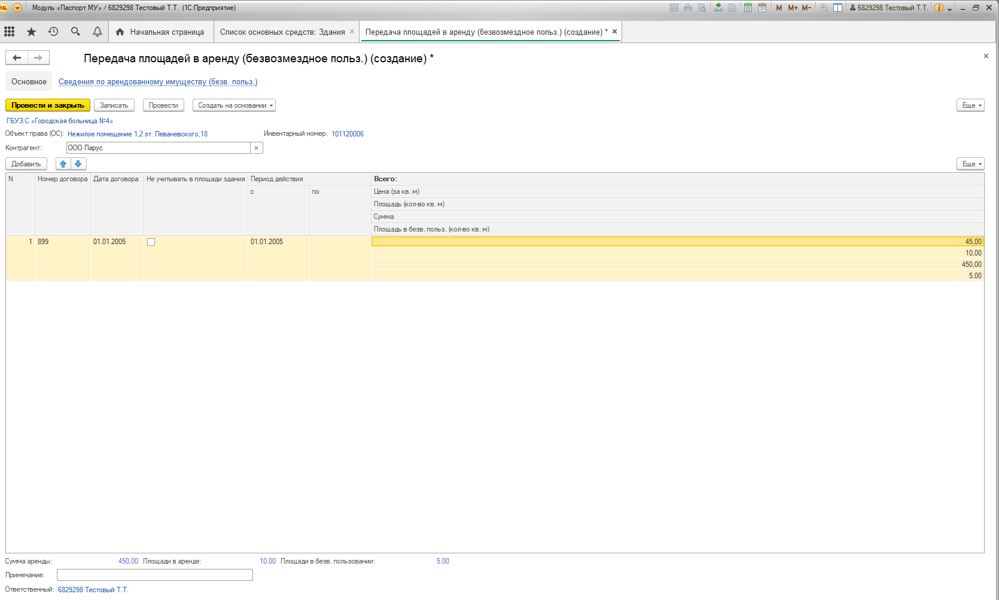 Модуль «Паспорт МУ» / 6829298 Тестовый Т.Т. (1С:Предприятие)
31 M M+ M- 6829298 Тестовый Т.Т.
Начальная страница Список основных средств: Здания × Передача площадей в аренду (безвозмездное польз.) (создание) * ×
Передача площадей в аренду (безвозмездное польз.) (создание) *
Основное Сведения по арендованному имуществу (безв. польз.)
Провести и закрыть Записать Провести Создать на основании Еще
ГБУЗ С «Городская больница №4»
Объект права (ОС): Нежилое помещение 1,2 эт. Леваневского,18 Инвентарный номер: 101120006
Контрагент: ООО Парус ×
Добавить Еще
N Номер договора Дата договора Не учитывать в площади здания Период действия Всего:
с по Цена (за кв. м)
Площадь (кол-во кв. м)
Сумма
Площадь в безв. польз. (кол-во кв. м)
1 899 01.01.2005 01.01.2005 45,00
10,00
450,00
5,00
Сумма аренды: 450,00 Площади в аренде: 10,00 Площади в безв. пользовании: 5,00
Примечание:
Ответственный: 6829298 Тестовый Т.Т.